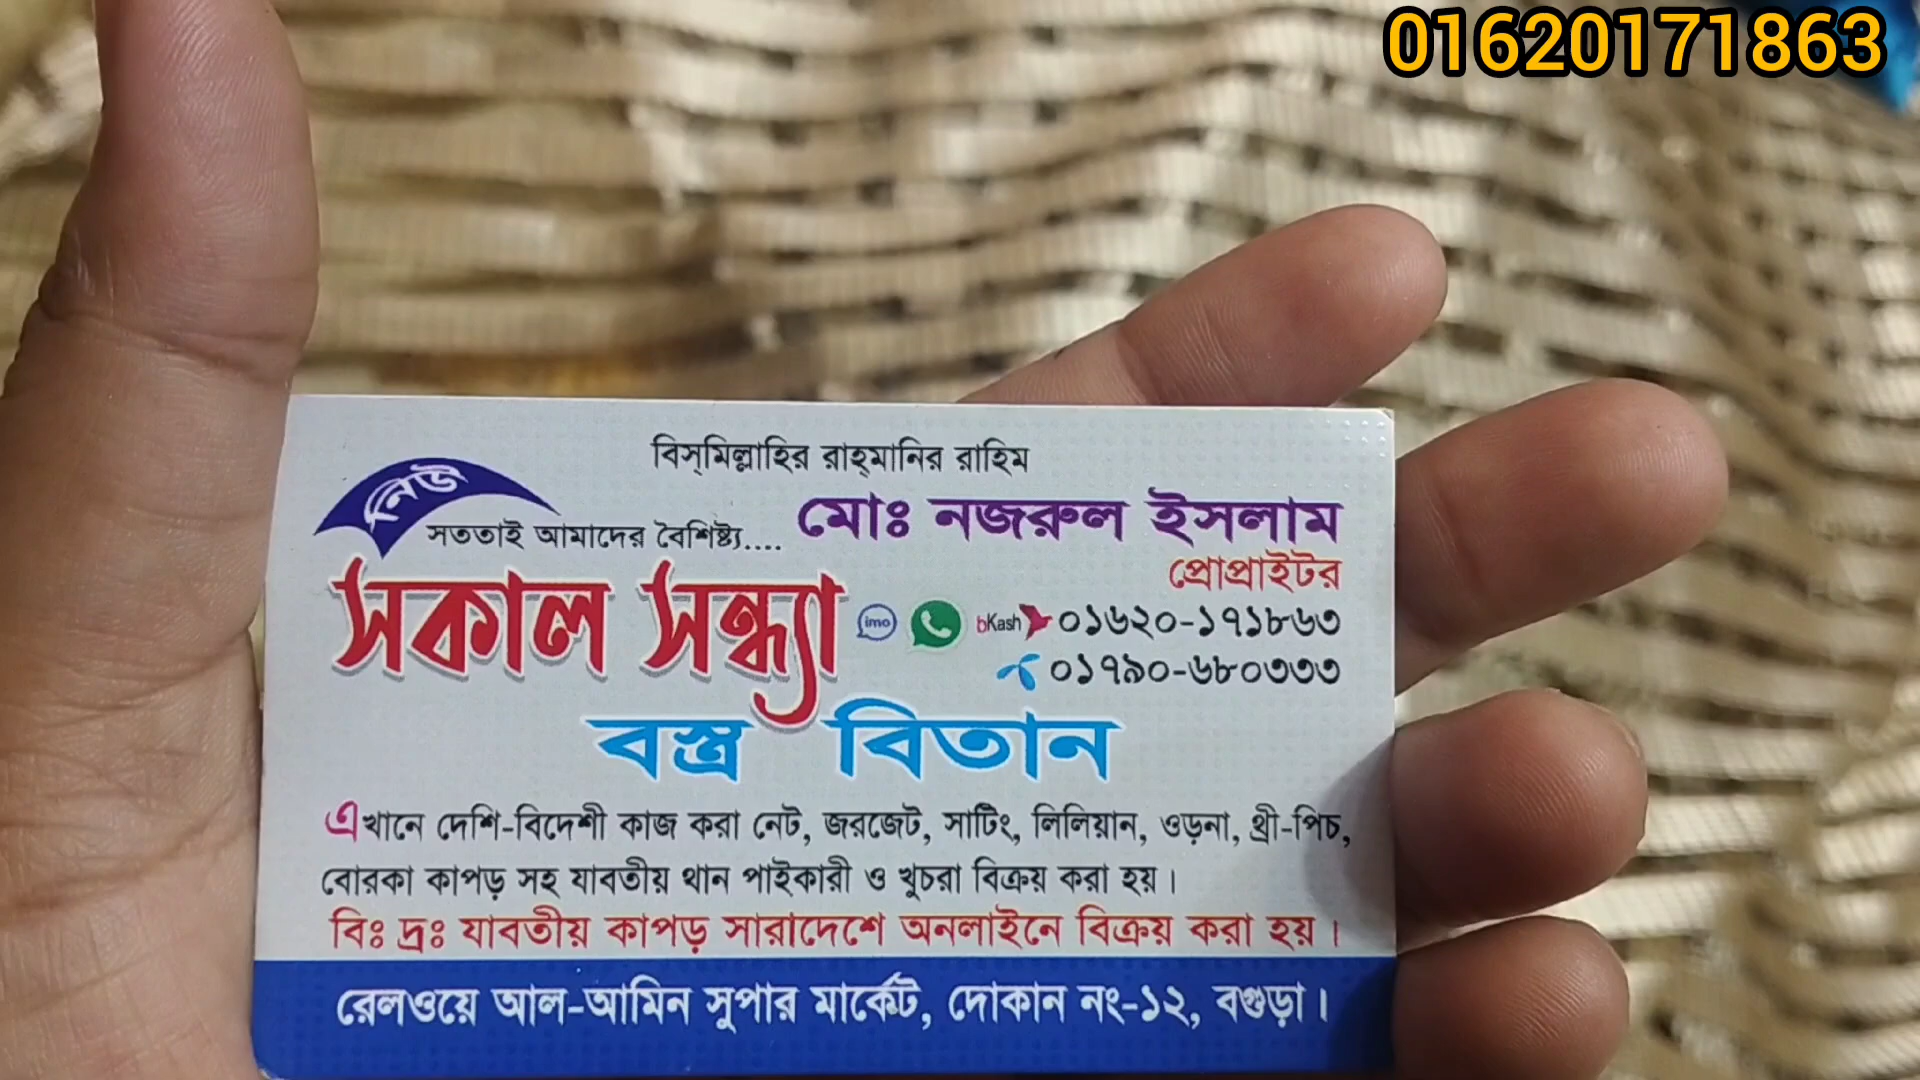 01620171863
বিস্‌মিল্লাহির রাহ্‌মানির রাহিম
নিউ
সততাই আমাদের বৈশিষ্ট্য....
মোঃ নজরুল ইসলাম
প্রোপ্রাইটর
সকাল সন্ধ্যা
imo bKash ০১৬২০-১৭১৮৬৩
০১৭৯০-৬৮০৩৩৩
বস্ত্র বিতান
এখানে দেশি-বিদেশী কাজ করা নেট, জরজেট, সাটিং, লিলিয়ান, ওড়না, থ্রী-পিচ,
বোরকা কাপড় সহ যাবতীয় থান পাইকারী ও খুচরা বিক্রয় করা হয়।
বিঃ দ্রঃ যাবতীয় কাপড় সারাদেশে অনলাইনে বিক্রয় করা হয়।
রেলওয়ে আল-আমিন সুপার মার্কেট, দোকান নং-১২, বগুড়া।